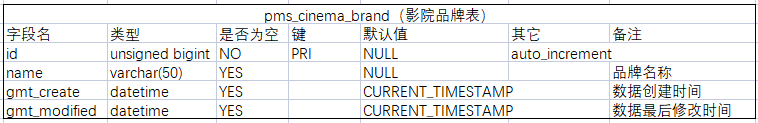 pms_cinema_brand（影院品牌表）
字段名 类型 是否为空 键 默认值 其它 备注
id unsigned bigint NO PRI NULL auto_increment
name varchar(50) YES NULL 品牌名称
gmt_create datetime YES CURRENT_TIMESTAMP 数据创建时间
gmt_modified datetime YES CURRENT_TIMESTAMP 数据最后修改时间